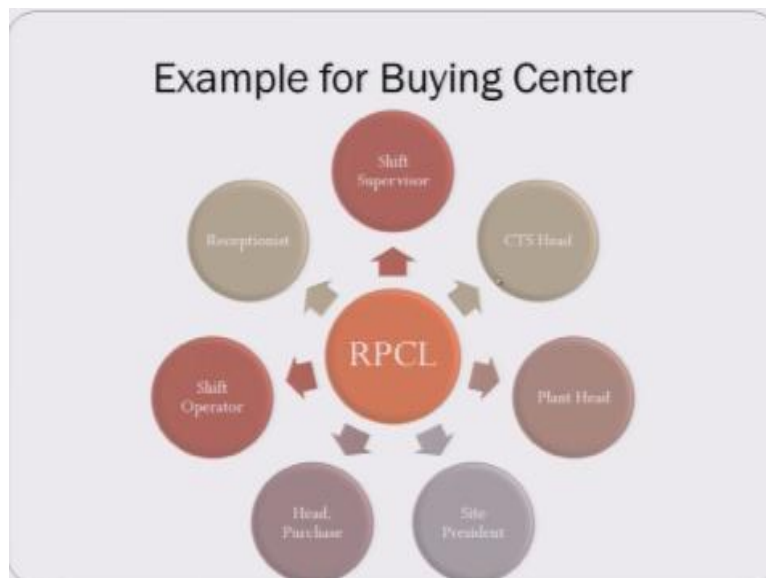 Example for Buying Center
Shift
Supervisor
CTS Head
Plant Head
Site
President
Head,
Purchase
Shift
Operator
Receptionist
RPCL